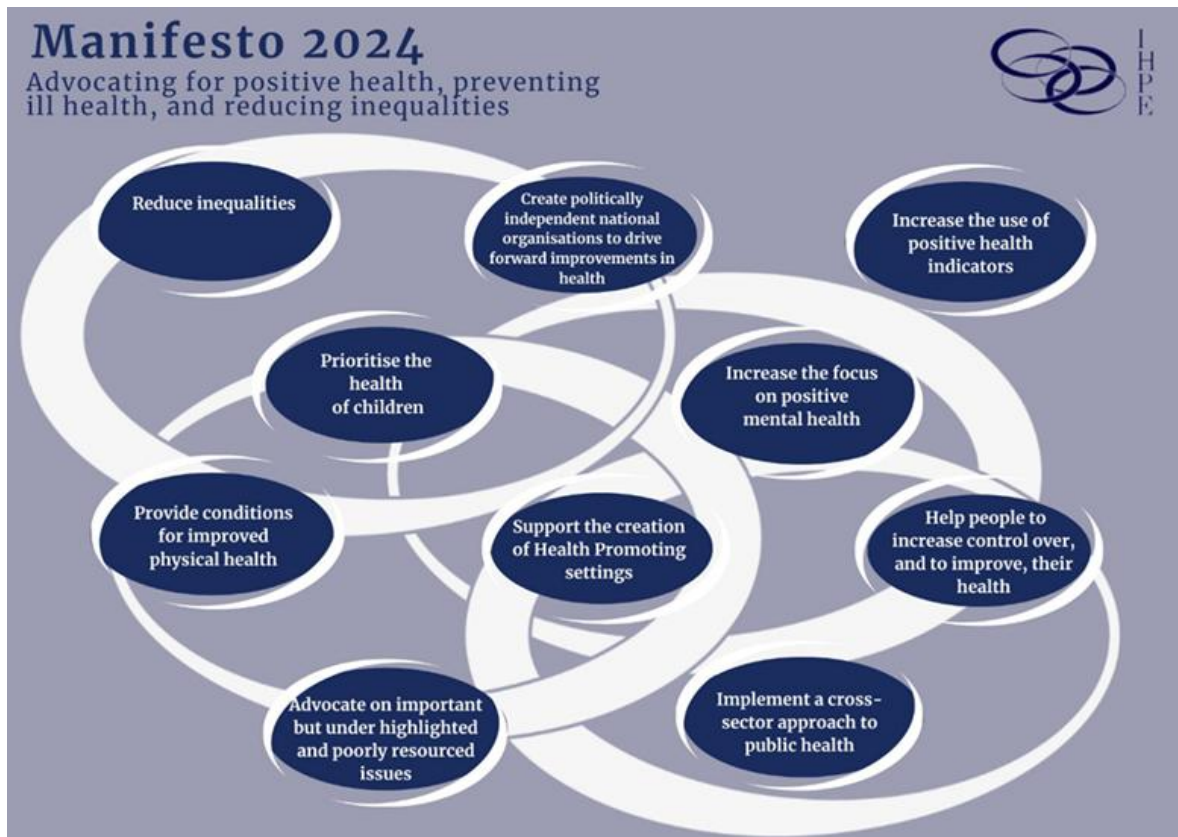 Manifesto 2024
Advocating for positive health, preventing
ill health, and reducing inequalities
IHPE
Reduce inequalities
Create politically
independent national
organisations to drive
forward improvements in
health
Increase the use of
positive health
indicators
Prioritise the
health
of children
Increase the focus
on positive
mental health
Provide conditions
for improved
physical health
Support the creation
of Health Promoting
settings
Help people to
increase control over,
and to improve, their
health
Advocate on important
but under highlighted
and poorly resourced
issues
Implement a cross-
sector approach to
public health